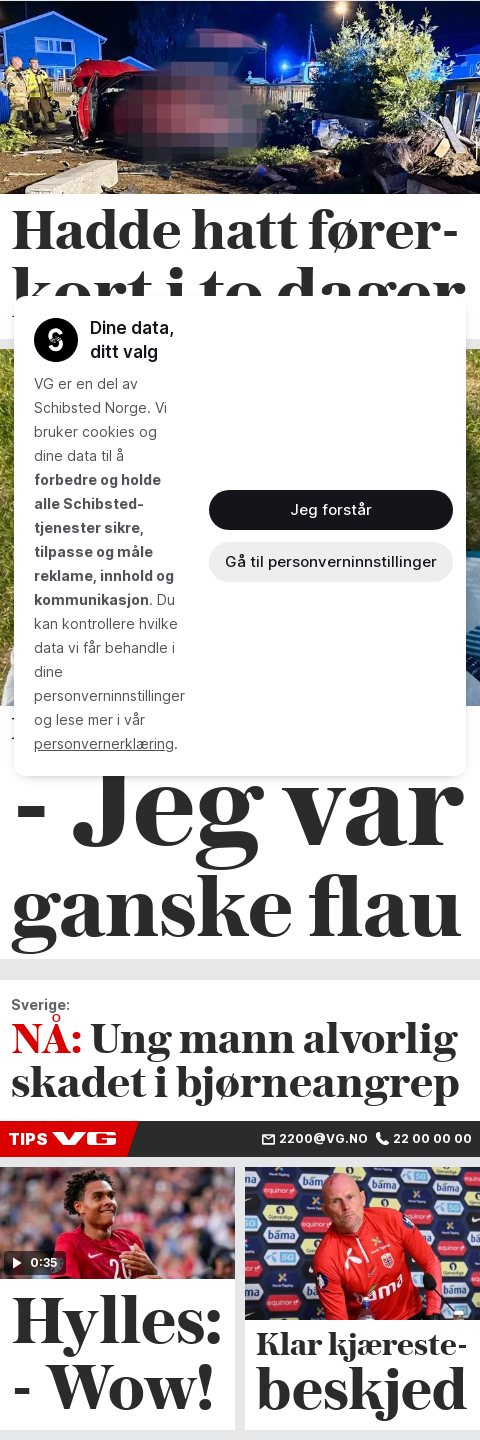 Hadde hatt fører-
kort i to dager
Dine data,
ditt valg
VG er en del av
Schibsted Norge. Vi
bruker cookies og
dine data til å
forbedre og holde
alle Schibsted-
tjenester sikre,
tilpasse og måle
reklame, innhold og
kommunikasjon. Du
kan kontrollere hvilke
data vi får behandle i
dine
personverninnstillinger
og lese mer i vår
personvernerklæring.
Jeg forstår
Gå til personverninnstillinger
- Jeg var
ganske flau
Sverige:
NÅ: Ung mann alvorlig
skadet i bjørneangrep
TIPS VG
2200@VG.NO 22 00 00 00
0:35
Hylles:
- Wow!
bama
equinor
5G
bama
Klar kjæreste-
beskjed